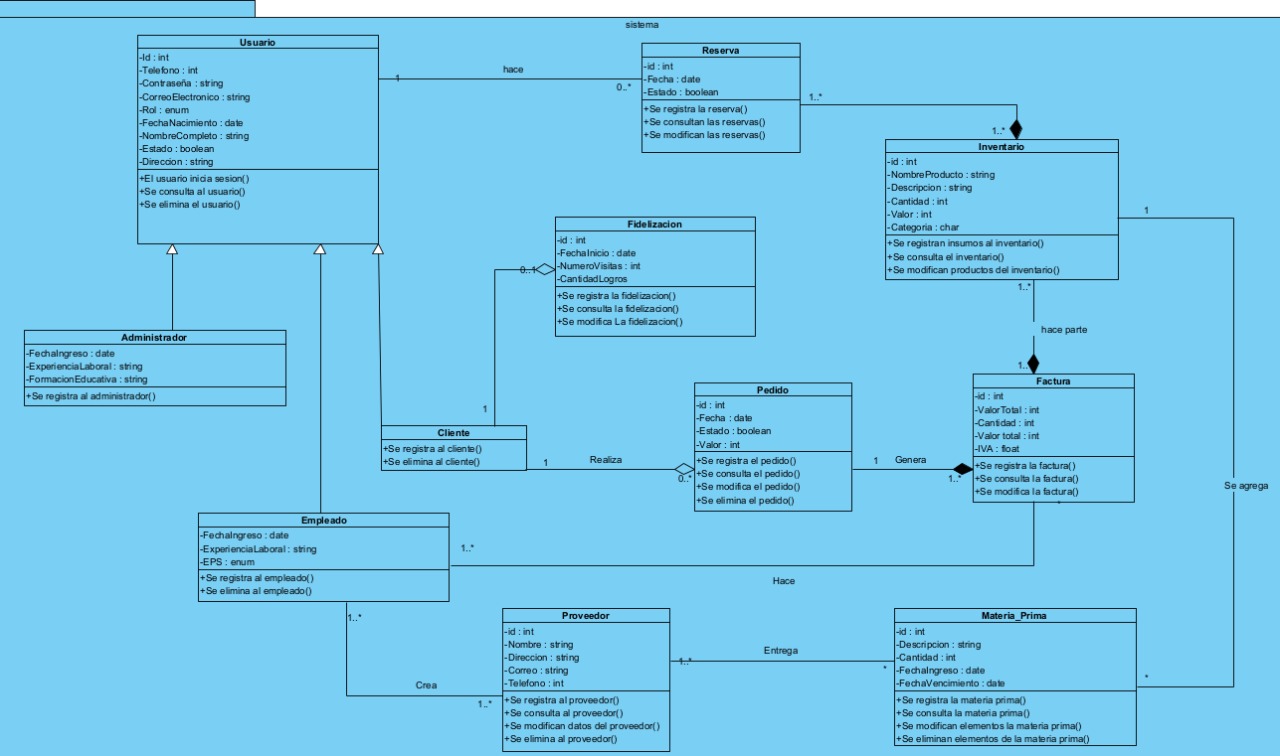 sistema
Usuario
-Id : int
-Telefono : int
-Contraseña : string
-CorreoElectronico : string
-Rol : enum
-FechaNacimiento : date
-NombreCompleto : string
-Estado : boolean
-Direccion : string
+El usuario inicia sesion()
+Se consulta al usuario()
+Se elimina el usuario()
1
hace
0..*
Reserva
-id : int
-Fecha : date
-Estado : boolean
+Se registra la reserva()
+Se consultan las reservas()
+Se modifican las reservas()
1..*
1..*
Inventario
-id : int
-NombreProducto : string
-Descripcion : string
-Cantidad : int
-Valor : int
-Categoria : char
+Se registran insumos al inventario()
+Se consulta el inventario()
+Se modifican productos del inventario()
1
Fidelizacion
-id : int
-FechaInicio : date
-NumeroVisitas : int
-CantidadLogros
+Se registra la fidelizacion()
+Se consulta la fidelizacion()
+Se modifica La fidelizacion()
0..1
1
1..*
hace parte
1..
Administrador
-FechaIngreso : date
-ExperienciaLaboral : string
-FormacionEducativa : string
+Se registra al administrador()
Cliente
+Se registra al cliente()
+Se elimina al cliente()
1
Realiza
0..*
Pedido
-id : int
-Fecha : date
-Estado : boolean
-Valor : int
+Se registra el pedido()
+Se consulta el pedido()
+Se modifica el pedido()
+Se elimina el pedido()
1
Genera
1..*
Factura
-id : int
-ValorTotal : int
-Cantidad : int
-Valor total : int
-IVA : float
+Se registra la factura()
+Se consulta la factura()
+Se modifica la factura()
*
Se agrega
Empleado
-FechaIngreso : date
-ExperienciaLaboral : string
-EPS : enum
+Se registra al empleado()
+Se elimina al empleado()
1..*
Hace
1..*
Crea
1..*
Proveedor
-id : int
-Nombre : string
-Direccion : string
-Correo : string
-Telefono : int
+Se registra al proveedor()
+Se consulta al proveedor()
+Se modifican datos del proveedor()
+Se elimina al proveedor()
1..*
Entrega
*
Materia_Prima
-id : int
-Descripcion : string
-Cantidad : int
-FechaIngreso : date
-FechaVencimiento : date
+Se registra la materia prima()
+Se consulta la materia prima()
+Se modifican elementos la materia prima()
+Se eliminan elementos de la materia prima()
*